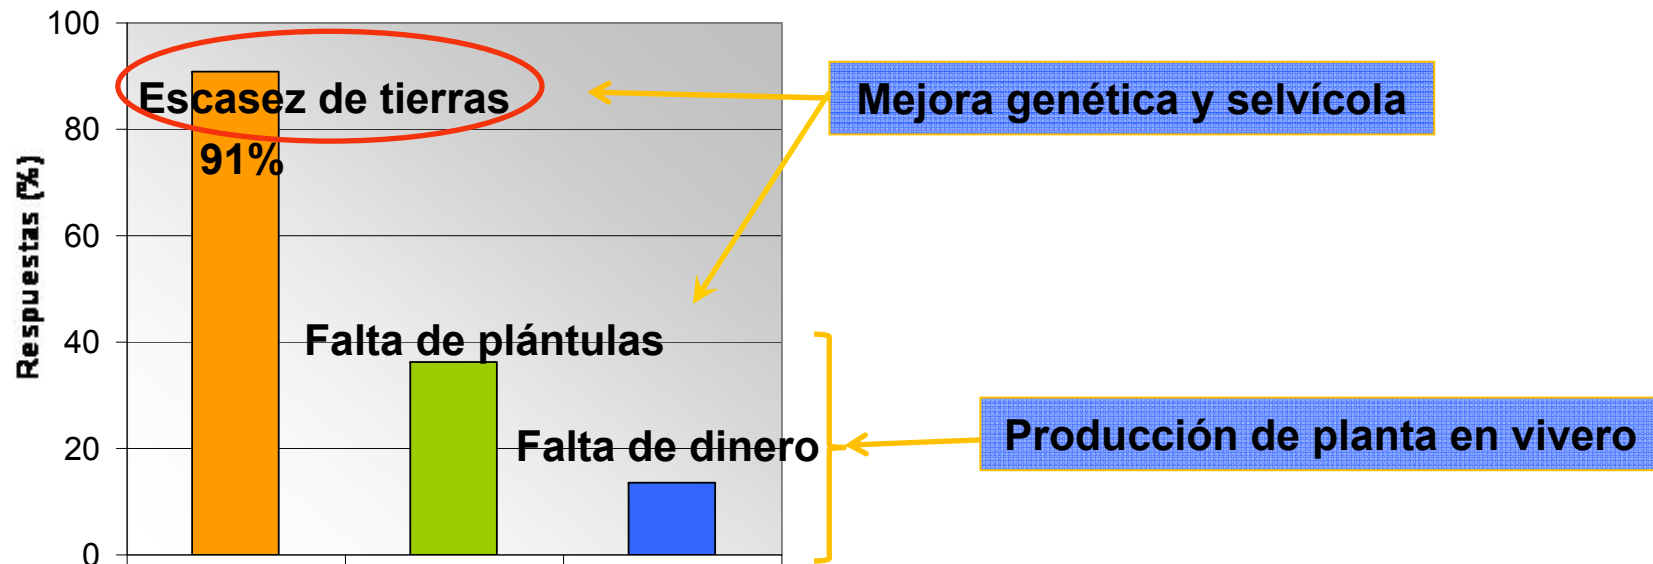 100
80
60
40
20
0
Respuestas (%)
Escasez de tierras
91%
Falta de plántulas
Falta de dinero
Mejora genética y selvícola
Producción de planta en vivero